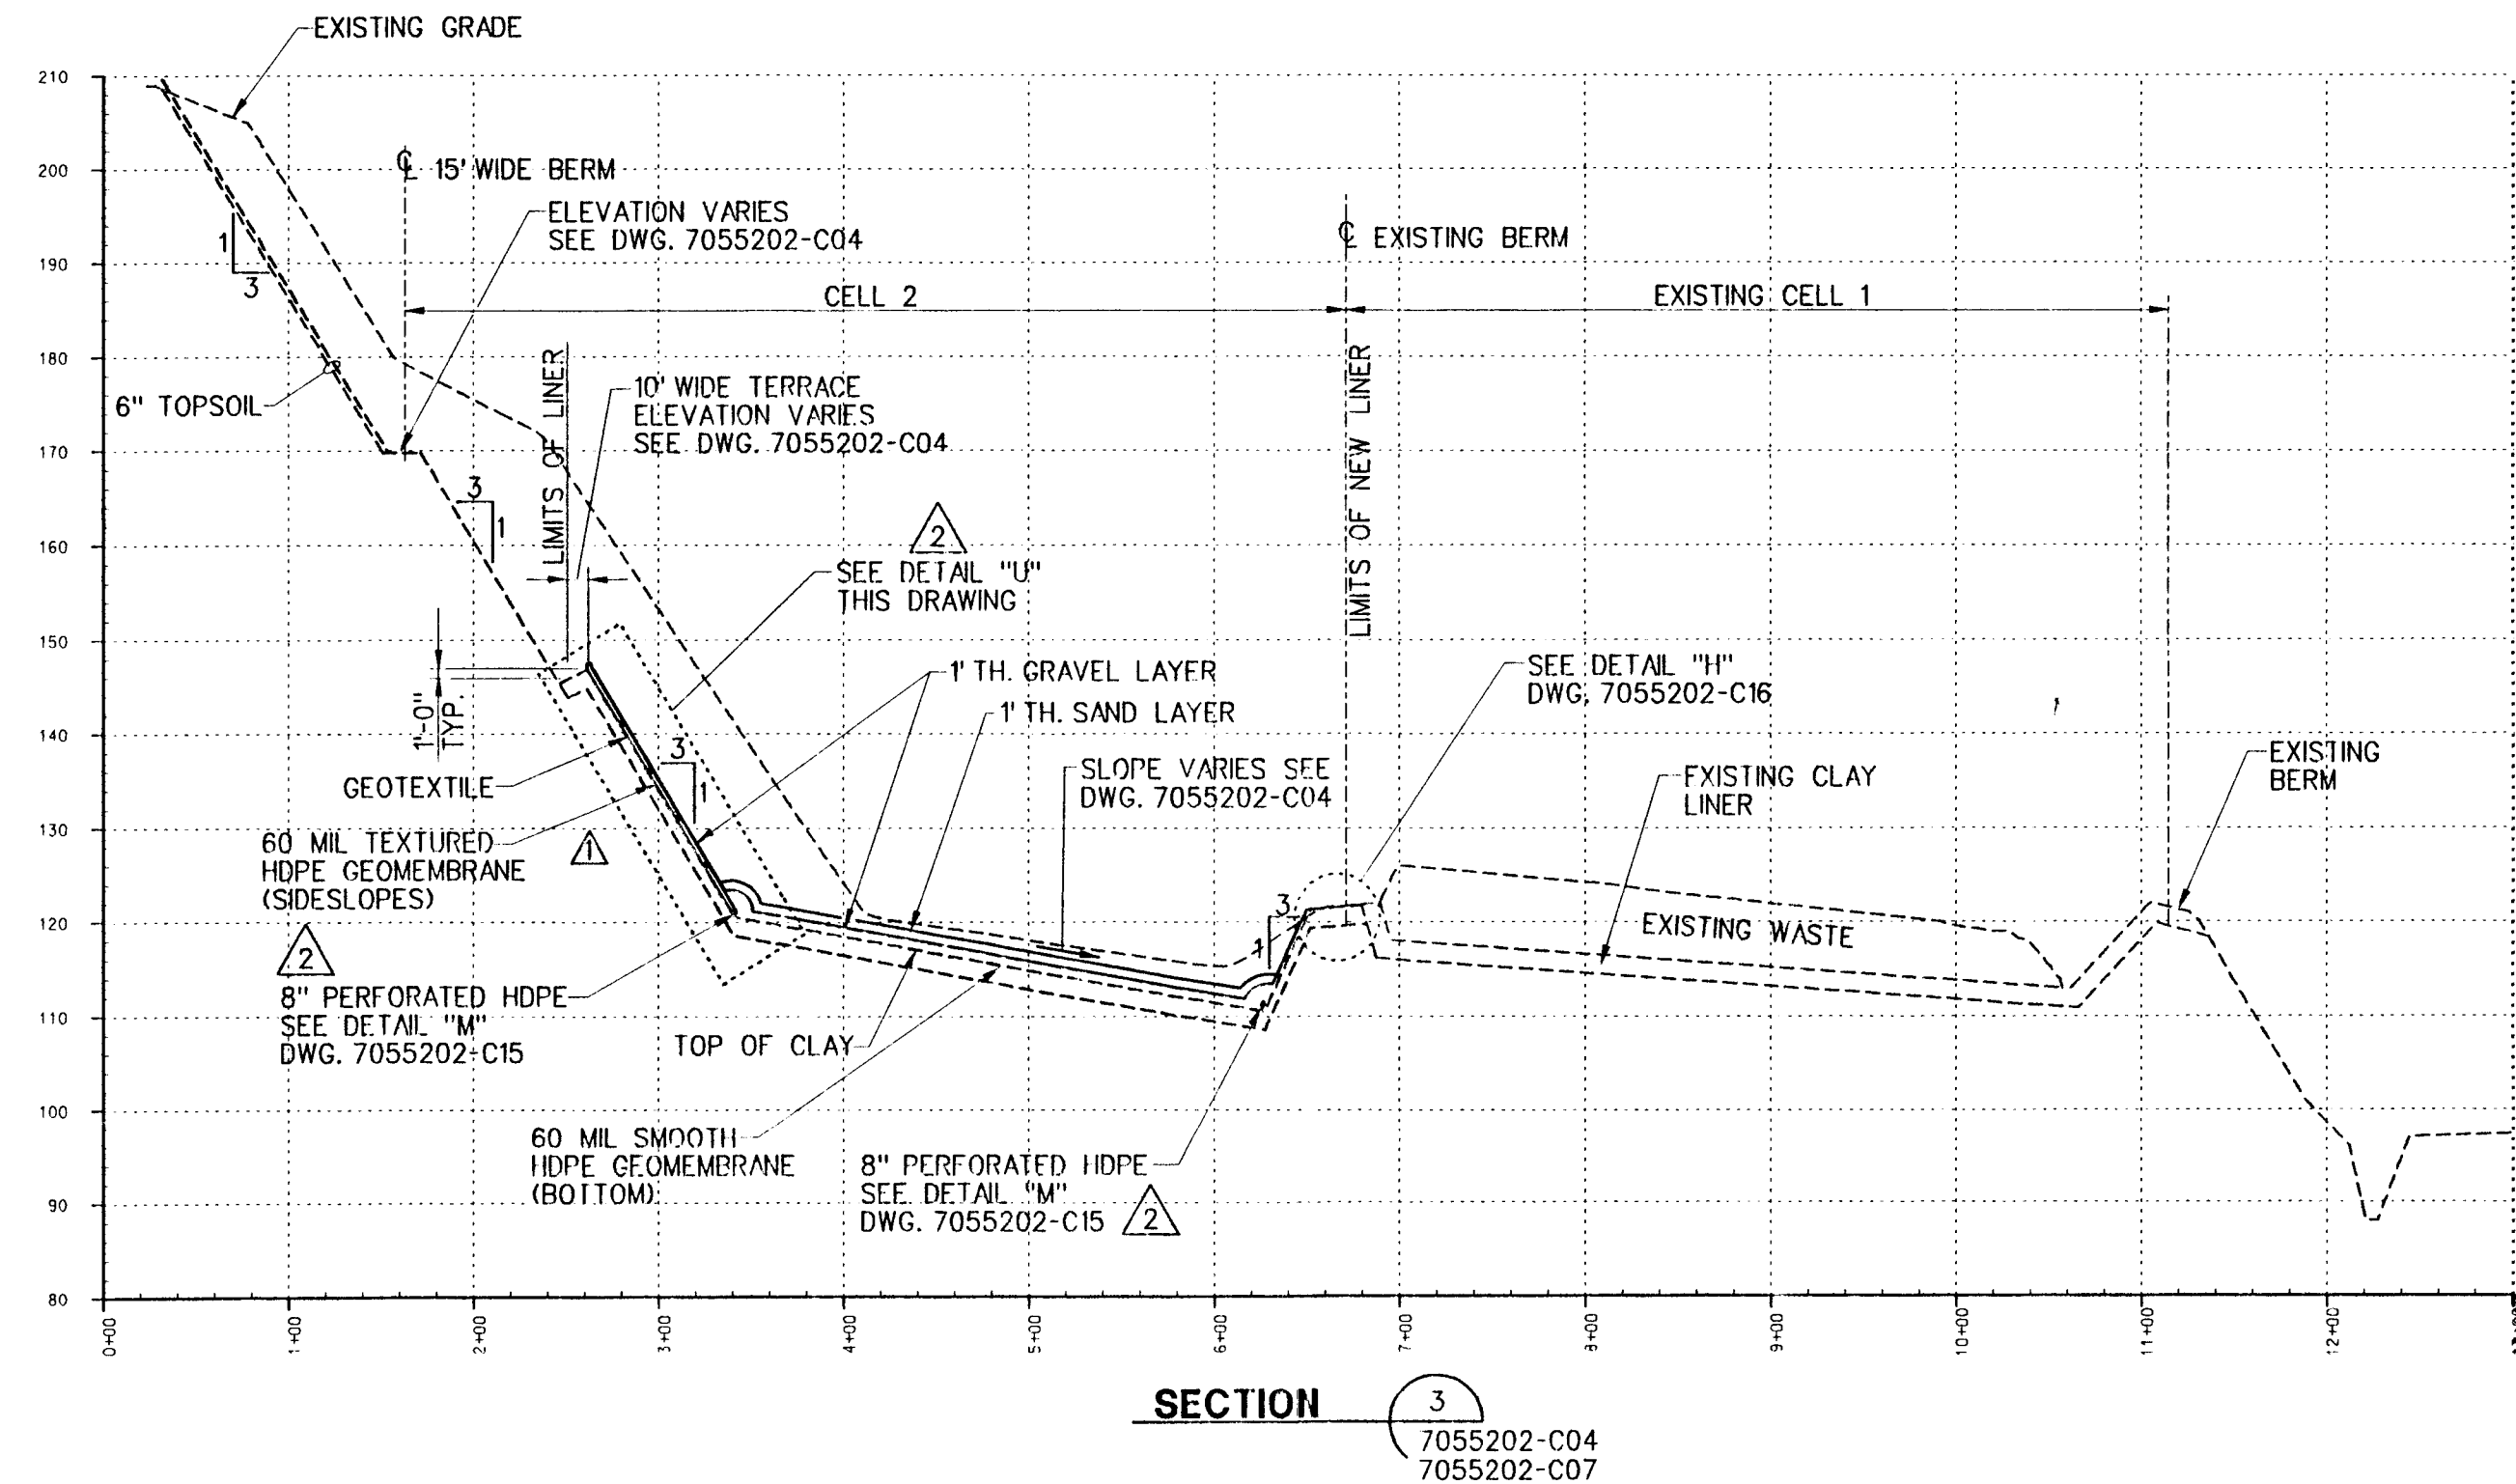 EXISTING GRADE
210
200
190
180
170
160
150
140
130
120
110
100
90
80
℄ 15' WIDE BERM
ELEVATION VARIES
SEE DWG. 7055202-C04
1
3
℄ EXISTING BERM
CELL 2
EXISTING CELL 1
6" TOPSOIL
LIMITS OF LINER
10' WIDE TERRACE
ELEVATION VARIES
SEE DWG. 7055202-C04
LIMITS OF NEW LINER
3
1
2
SEE DETAIL "U"
THIS DRAWING
1'-0"
TYP.
1' TH. GRAVEL LAYER
1' TH. SAND LAYER
SEE DETAIL "H"
DWG. 7055202-C16
GEOTEXTILE
3
1
SLOPE VARIES SEE
DWG. 7055202-C04
EXISTING CLAY
LINER
EXISTING
BERM
60 MIL TEXTURED
HDPE GEOMEMBRANE
(SIDESLOPES)
1
3
1
EXISTING WASTE
2
8" PERFORATED HDPE
SEE DETAIL "M"
DWG. 7055202-C15
TOP OF CLAY
60 MIL SMOOTH
HDPE GEOMEMBRANE
(BOTTOM)
8" PERFORATED HDPE
SEE DETAIL "M"
DWG. 7055202-C15
2
0+00
1+00
2+00
3+00
4+00
5+00
6+00
7+00
8+00
9+00
10+00
11+00
12+00
SECTION
3
7055202-C04
7055202-C07